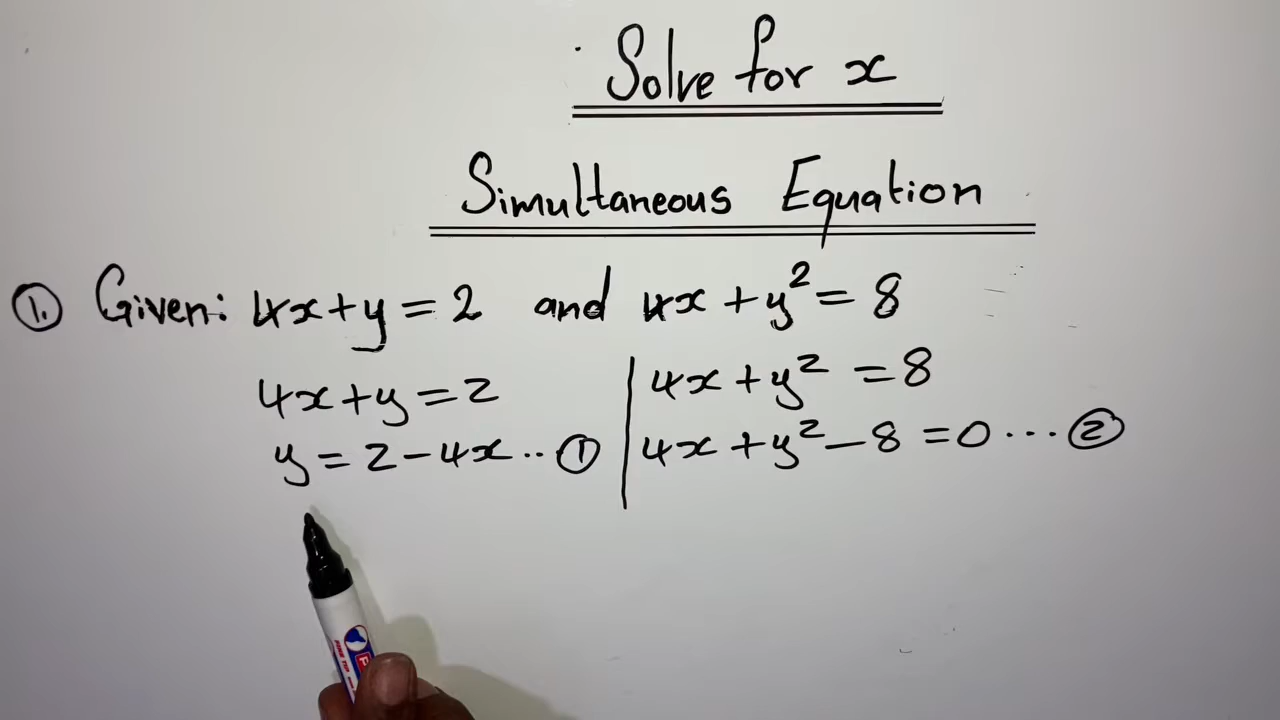 Solve for x
Simultaneous Equation
①. Given: 4x + y = 2 and 4x + y² = 8
4x + y = 2 | 4x + y² = 8
y = 2 - 4x .. ① | 4x + y² - 8 = 0 ... ②